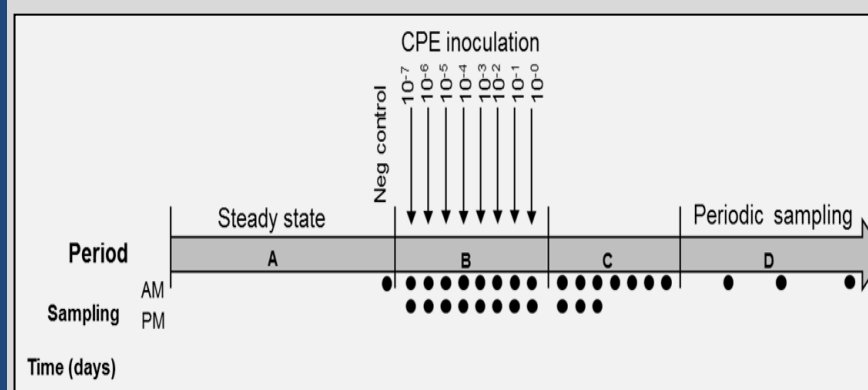 CPE inoculation
Neg control
10⁻⁷ 10⁻⁶ 10⁻⁵ 10⁻⁴ 10⁻³ 10⁻² 10⁻¹ 10⁻⁰
Steady state
Periodic sampling
Period
A B C D
AM
Sampling
PM
Time (days)